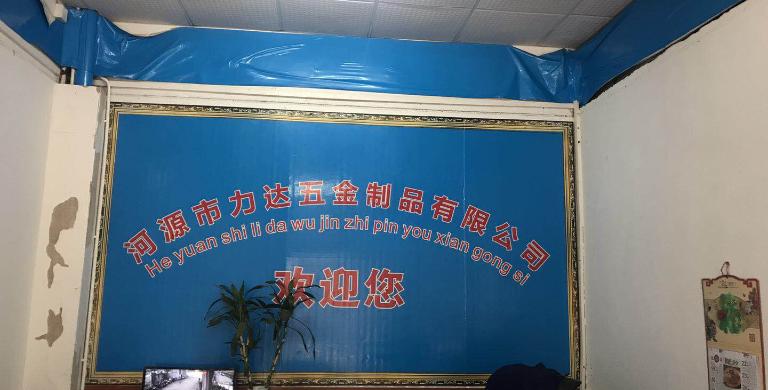 河源市力达五金制品有限公司
He yuan shi li da wu jin zhi pin you xian gong si
欢迎您